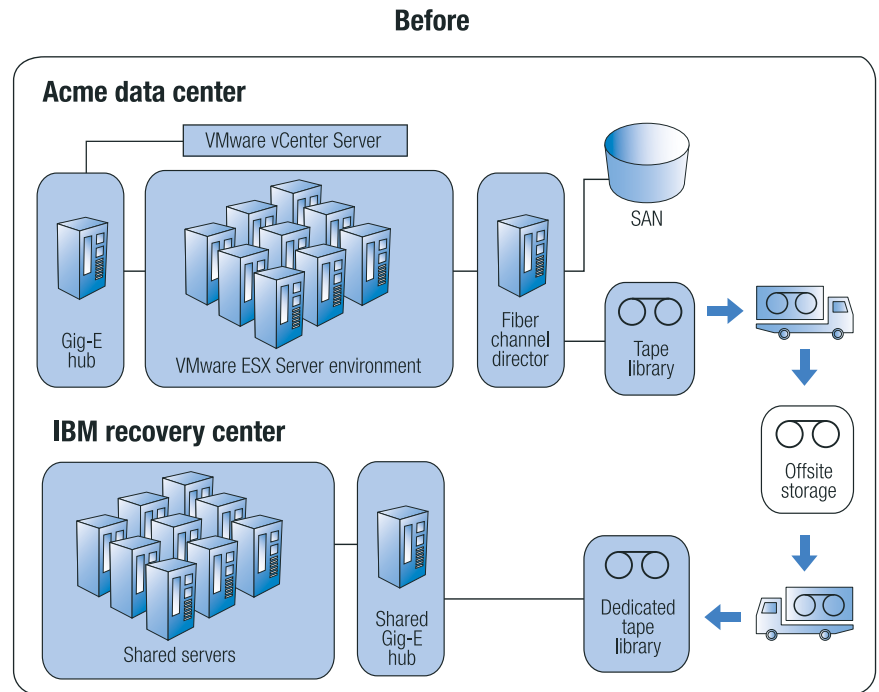 Before
Acme data center
VMware vCenter Server
SAN
Gig-E
hub
VMware ESX Server environment
Fiber
channel
director
Tape
library
Offsite
storage
IBM recovery center
Shared servers
Shared
Gig-E
hub
Dedicated
tape
library